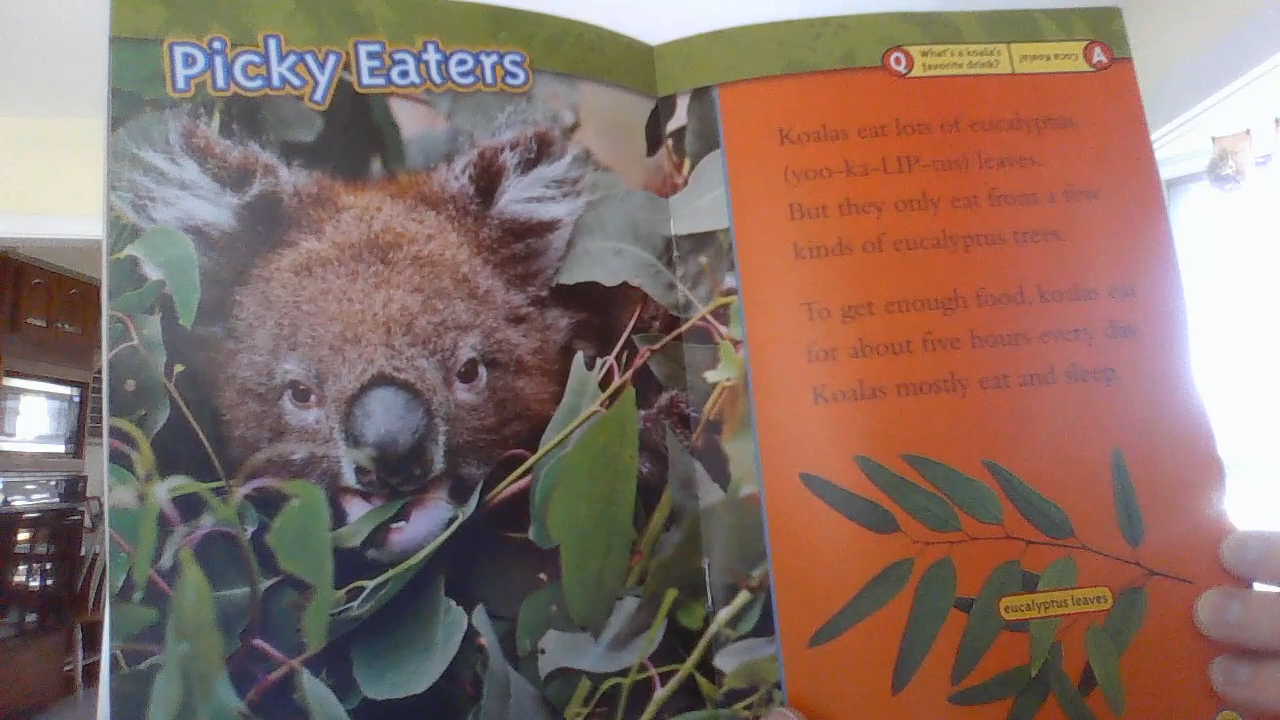 Picky Eaters
Q
What's a koala's
favorite drink?
Coca Koala!
A
Koalas eat lots of eucalyptus
(yoo-ka-LIP-tus) leaves.
But they only eat from a few
kinds of eucalyptus trees.
To get enough food, koalas eat
for about five hours every day.
Koalas mostly eat and sleep.
eucalyptus leaves